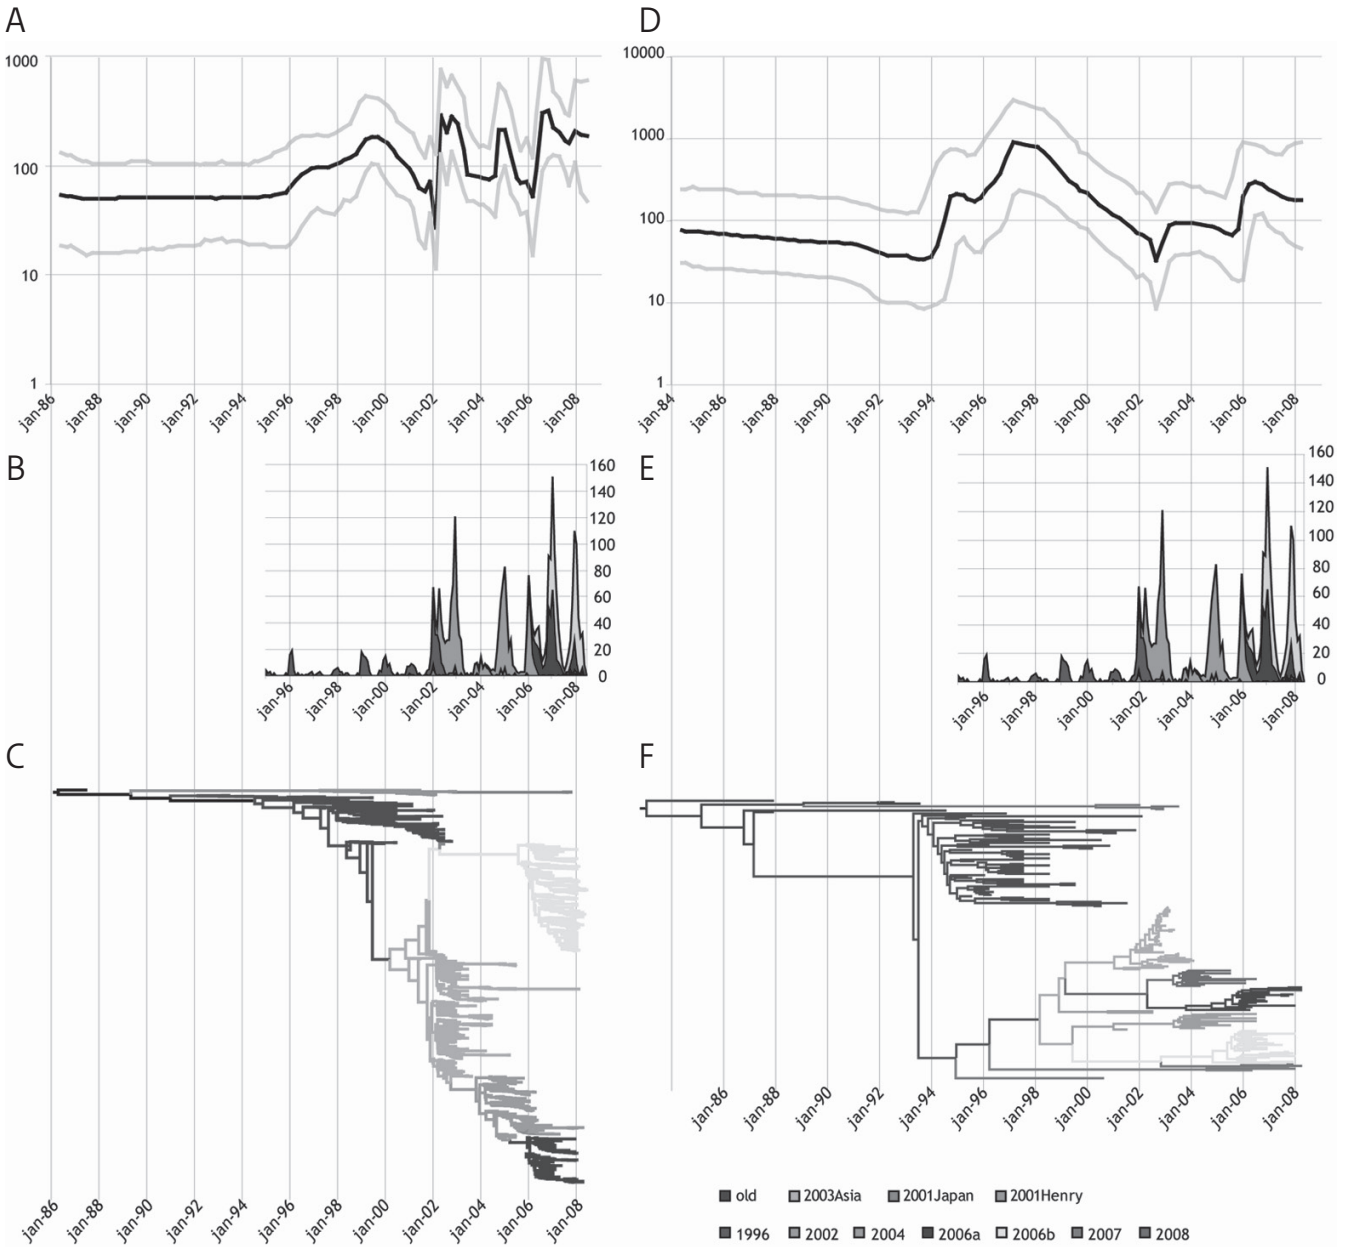 A
D
1000
100
10
1
jan-86 jan-88 jan-90 jan-92 jan-94 jan-96 jan-98 jan-00 jan-02 jan-04 jan-06 jan-08
10000
1000
100
10
1
jan-84 jan-86 jan-88 jan-90 jan-92 jan-94 jan-96 jan-98 jan-00 jan-02 jan-04 jan-06 jan-08
B
160
140
120
100
80
60
40
20
0
jan-96 jan-98 jan-00 jan-02 jan-04 jan-06 jan-08
E
160
140
120
100
80
60
40
20
0
jan-96 jan-98 jan-00 jan-02 jan-04 jan-06 jan-08
C
jan-86 jan-88 jan-90 jan-92 jan-94 jan-96 jan-98 jan-00 jan-02 jan-04 jan-06 jan-08
F
jan-86 jan-88 jan-90 jan-92 jan-94 jan-96 jan-98 jan-00 jan-02 jan-04 jan-06 jan-08
old 2003Asia 2001Japan 2001Henry
1996 2002 2004 2006a 2006b 2007 2008